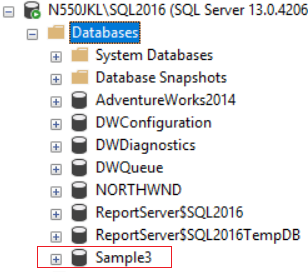 N550JKL\SQL2016 (SQL Server 13.0.4206
Databases
System Databases
Database Snapshots
AdventureWorks2014
DWConfiguration
DWDiagnostics
DWQueue
NORTHWND
ReportServer$SQL2016
ReportServer$SQL2016TempDB
Sample3